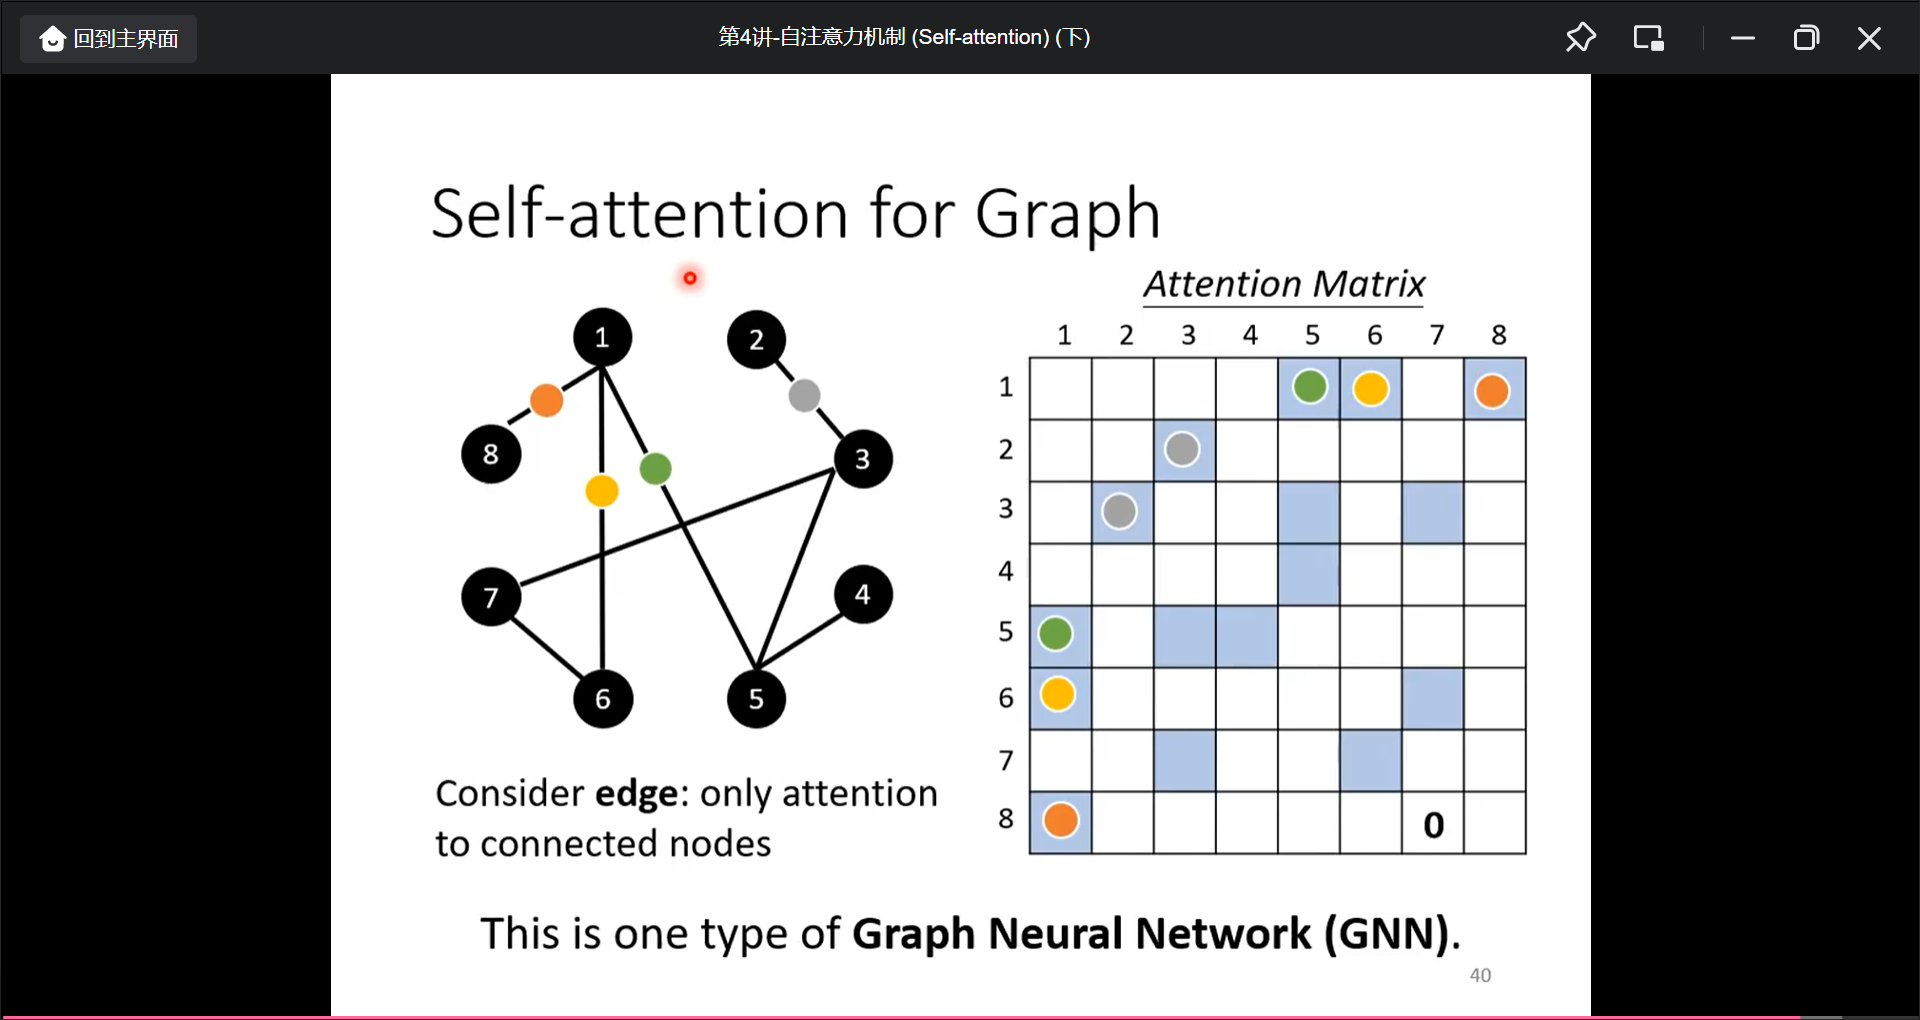 回到主界面
第4讲-自注意力机制 (Self-attention) (下)
Self-attention for Graph
Attention Matrix
1 2 3 4 5 6 7 8
1
2
3
4
5
6
7
8
0
1
2
8
3
7
4
6
5
Consider edge: only attention
to connected nodes
This is one type of Graph Neural Network (GNN).
40